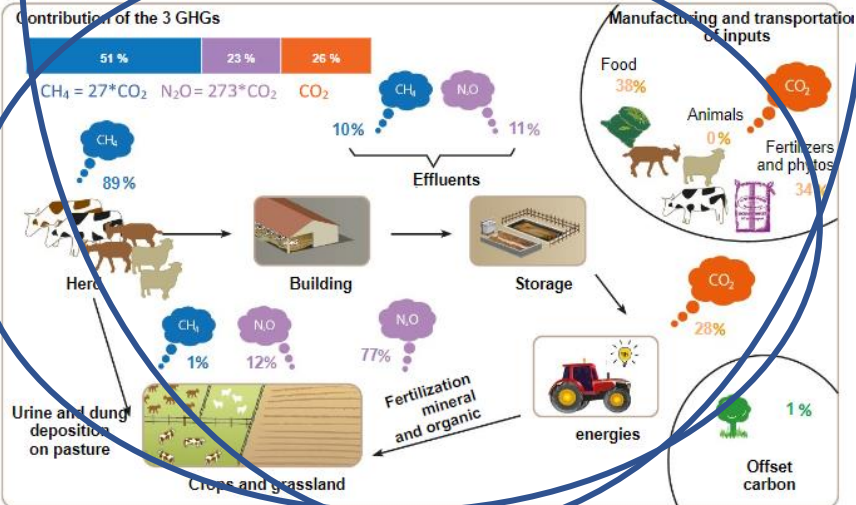 Contribution of the 3 GHGs
51 % 23 % 26 %
CH₄ = 27*CO₂ N₂O = 273*CO₂ CO₂
Manufacturing and transportation
of inputs
Food
38%
CO₂
Animals
0%
Fertilizers
and phytos
34%
CH₄
89%
CH₄ N₂O
10% 11%
Effluents
Herd
Building
Storage
CO₂
28%
CH₄ N₂O N₂O
1% 12% 77%
Urine and dung
deposition
on pasture
Fertilization
mineral
and organic
energies
Crops and grassland
1%
Offset
carbon